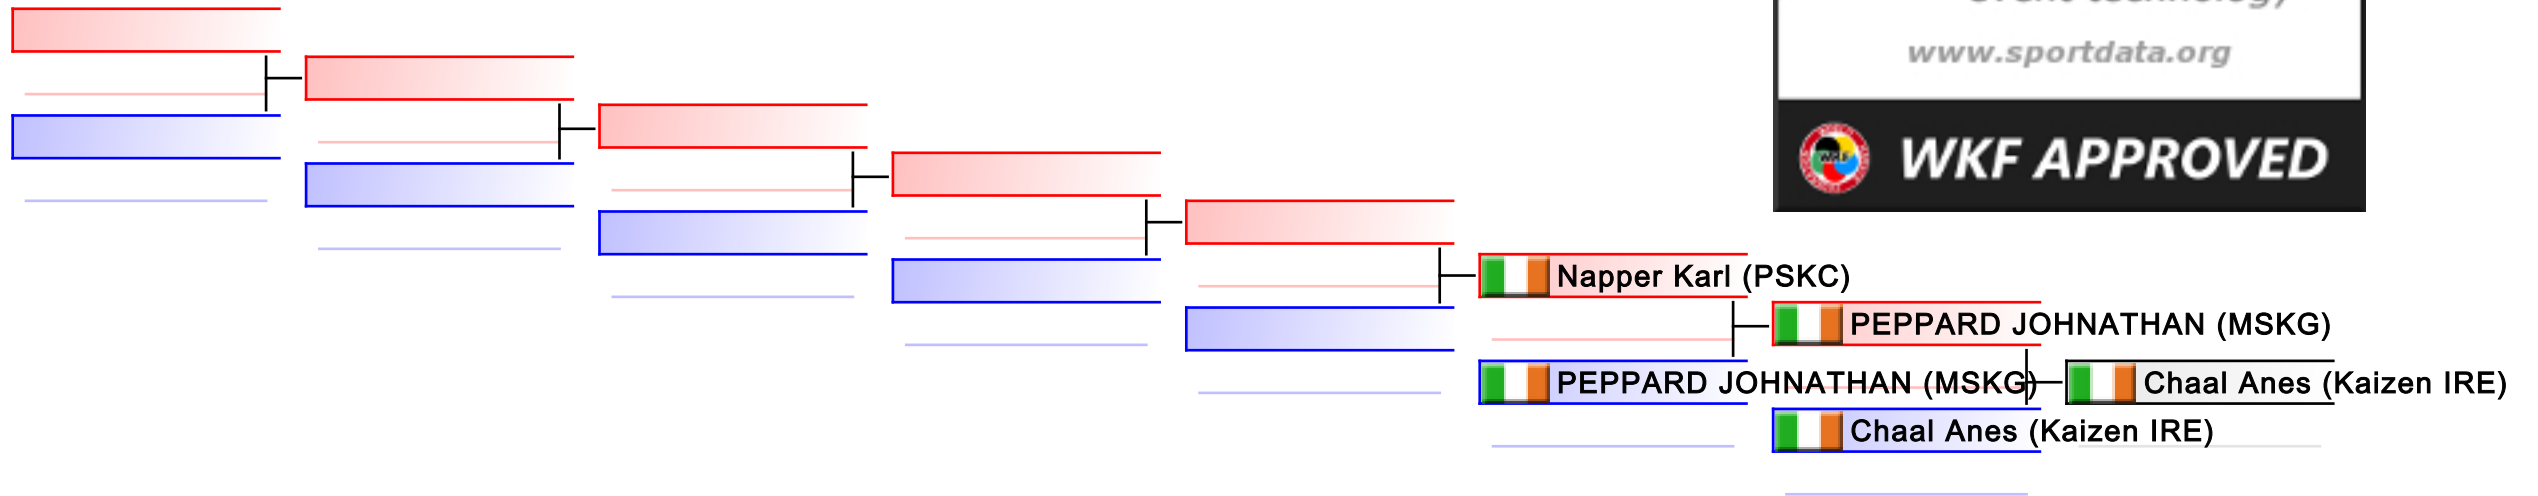 www.sportdata.org
WKF APPROVED
Napper Karl (PSKC)
PEPPARD JOHNATHAN (MSKG)
PEPPARD JOHNATHAN (MSKG)
Chaal Anes (Kaizen IRE)
Chaal Anes (Kaizen IRE)